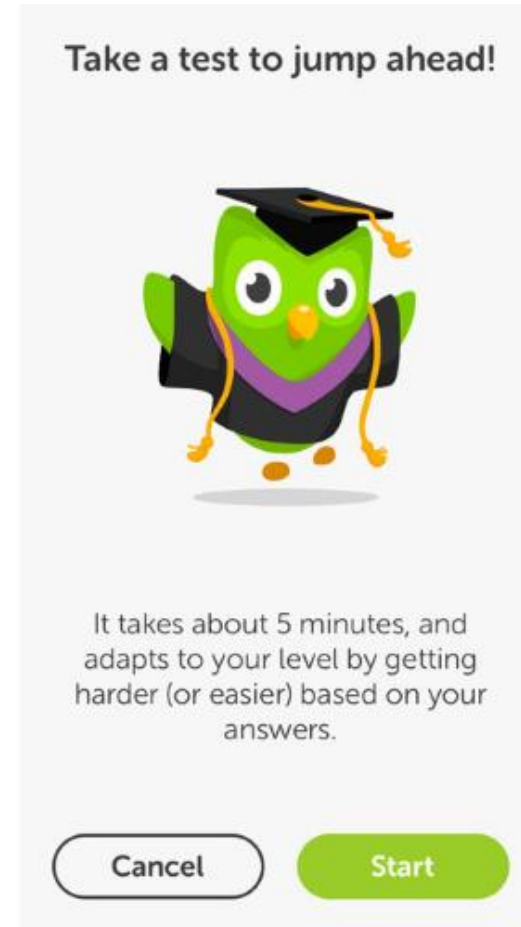 Take a test to jump ahead!
It takes about 5 minutes, and
adapts to your level by getting
harder (or easier) based on your
answers.
Cancel
Start